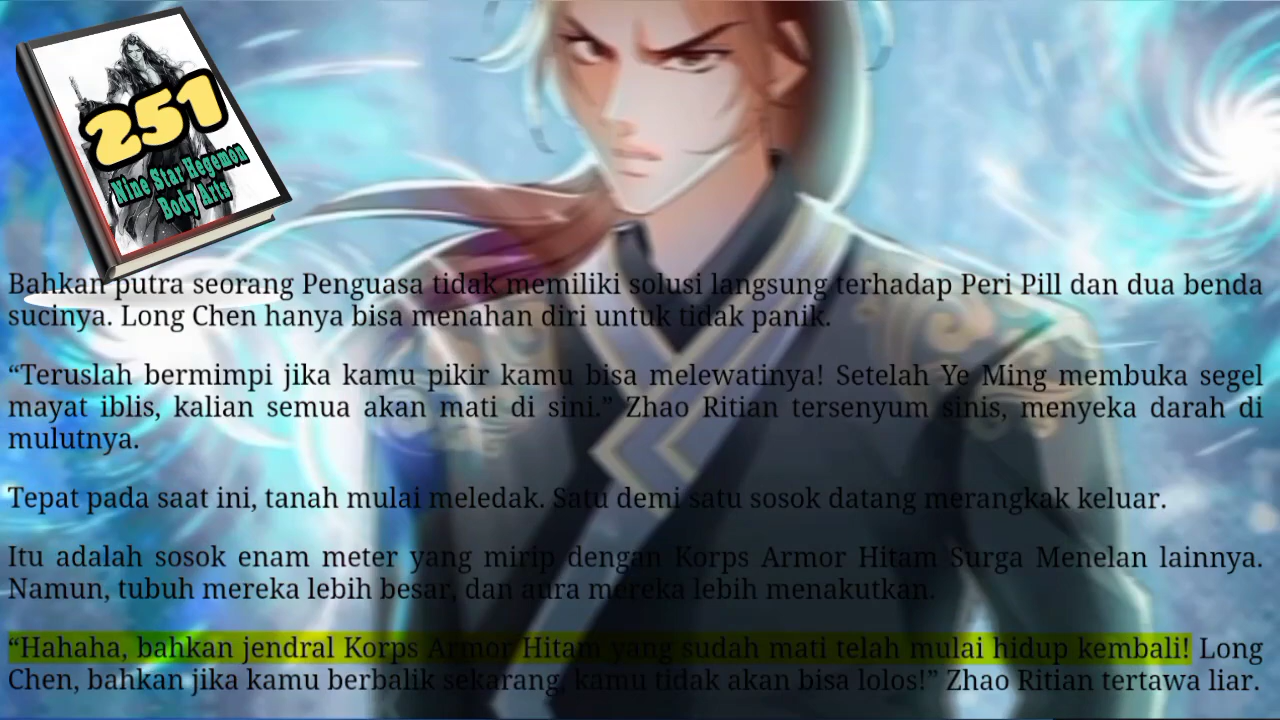 251
Nine Star Hegemon
Body Arts
Bahkan putra seorang Penguasa tidak memiliki solusi langsung terhadap Peri Pill dan dua benda
sucinya. Long Chen hanya bisa menahan diri untuk tidak panik.
“Teruslah bermimpi jika kamu pikir kamu bisa melewatinya! Setelah Ye Ming membuka segel
mayat iblis, kalian semua akan mati di sini.” Zhao Ritian tersenyum sinis, menyeka darah di
mulutnya.
Tepat pada saat ini, tanah mulai meledak. Satu demi satu sosok datang merangkak keluar.
Itu adalah sosok enam meter yang mirip dengan Korps Armor Hitam Surga Menelan lainnya.
Namun, tubuh mereka lebih besar, dan aura mereka lebih menakutkan.
“Hahaha, bahkan jendral Korps Armor Hitam yang sudah mati telah mulai hidup kembali! Long
Chen, bahkan jika kamu berbalik sekarang, kamu tidak akan bisa lolos!” Zhao Ritian tertawa liar.